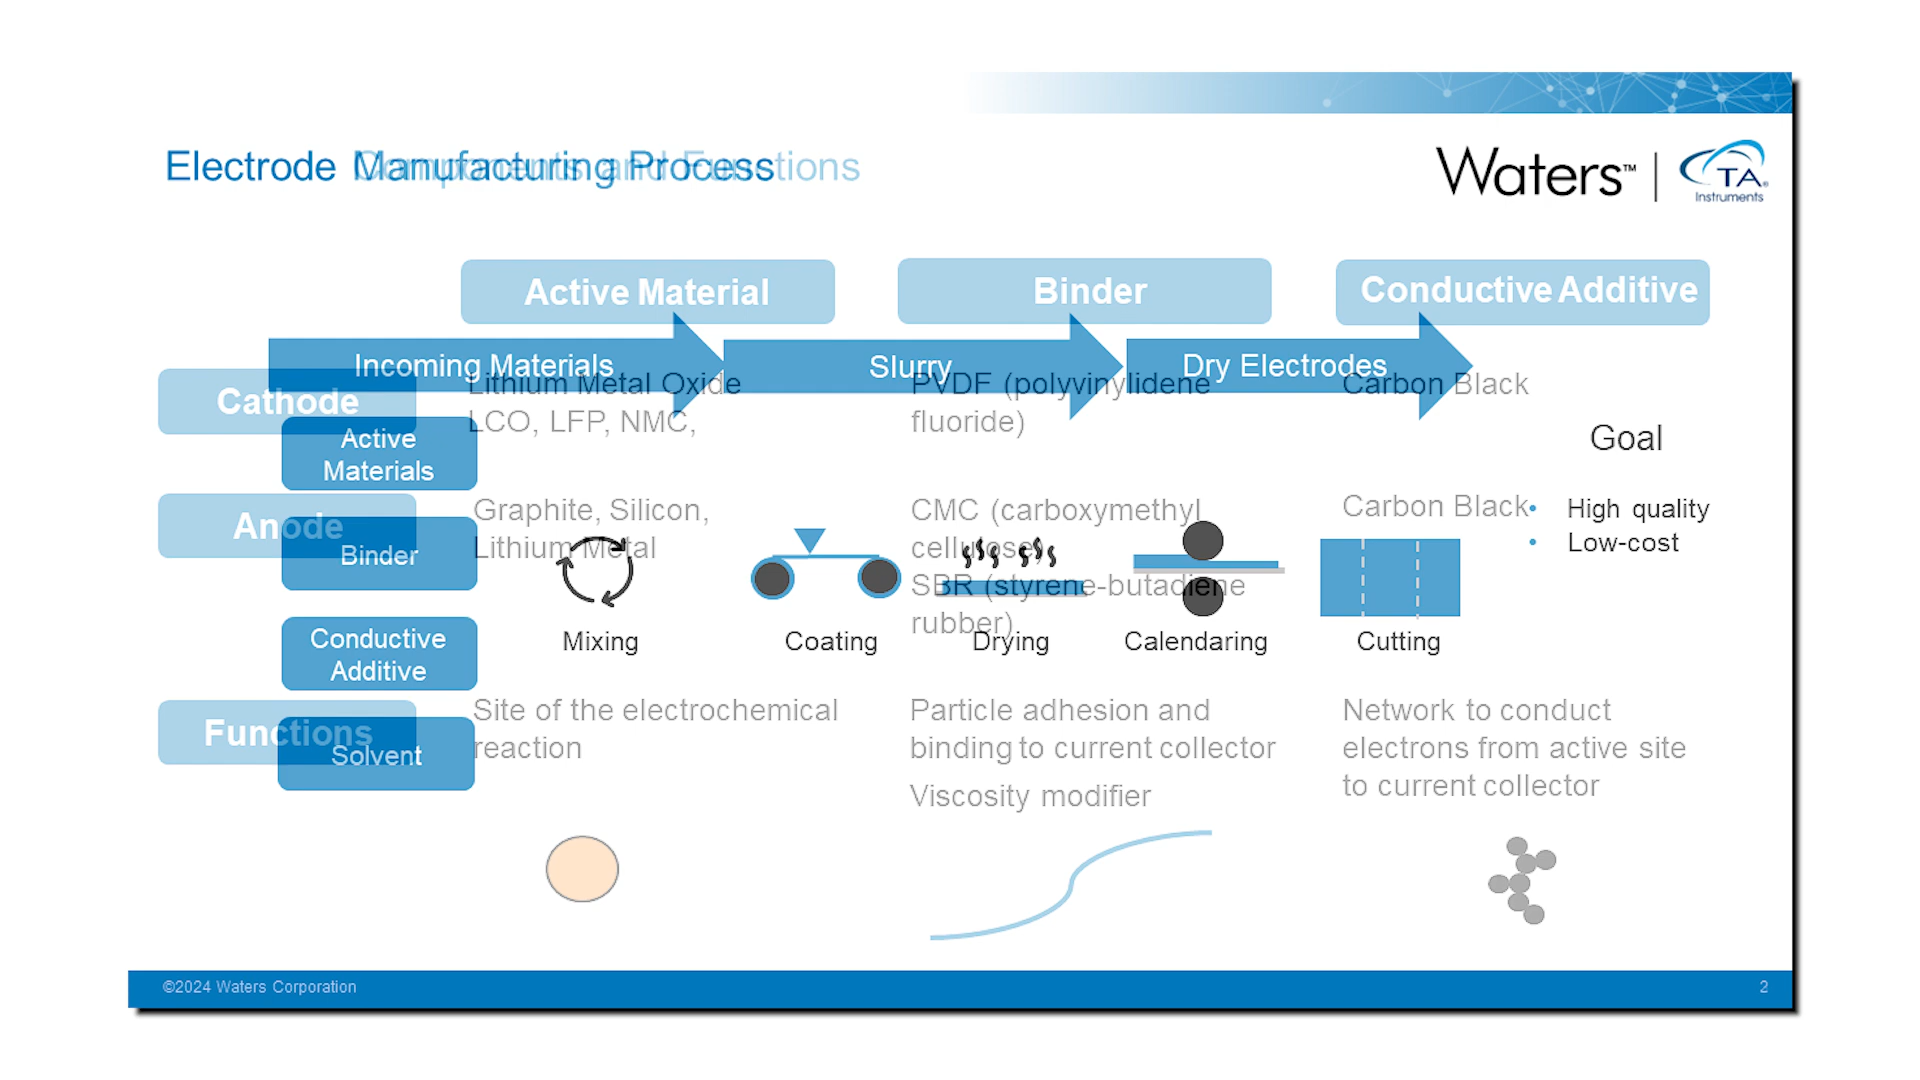 Electrode Manufacturing Process
Electrode Components and Functions
Waters™ | TA®
Instruments
Active Material
Binder
Conductive Additive
Incoming Materials
Slurry
Dry Electrodes
Cathode
Lithium Metal Oxide
LCO, LFP, NMC,
PVDF (polyvinylidene
fluoride)
Carbon Black
Active
Materials
Goal
• High quality
• Low-cost
Anode
Graphite, Silicon,
Lithium Metal
CMC (carboxymethyl
cellulose)
SBR (styrene-butadiene
rubber)
Carbon Black
Binder
Mixing
Coating
Drying
Calendaring
Cutting
Conductive
Additive
Functions
Site of the electrochemical
reaction
Particle adhesion and
binding to current collector
Viscosity modifier
Network to conduct
electrons from active site
to current collector
Solvent
©2024 Waters Corporation
2